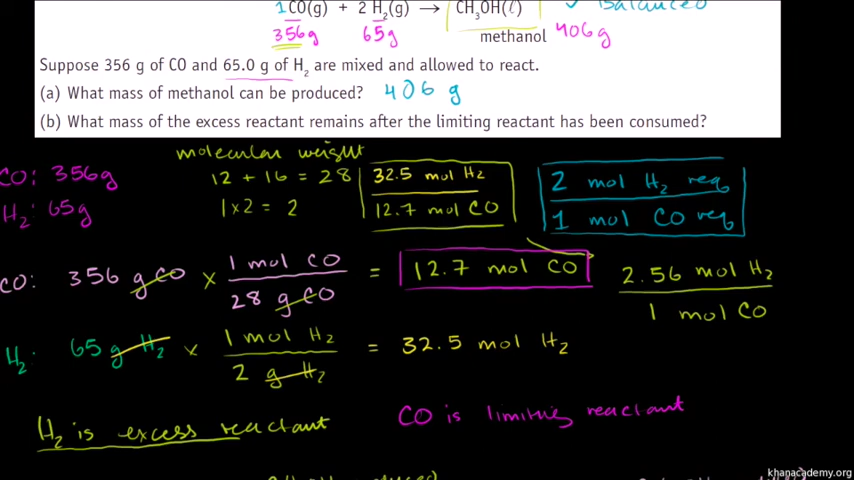 1CO(g) + 2 H₂(g) → CH₃OH(ℓ) ✓ Balanced
356g 65g methanol 406g
Suppose 356 g of CO and 65.0 g of H₂ are mixed and allowed to react.
(a) What mass of methanol can be produced? 406 g
(b) What mass of the excess reactant remains after the limiting reactant has been consumed?
molecular weight
CO: 356g 12 + 16 = 28 32.5 mol H₂ 2 mol H₂ req
H₂: 65g 1×2 = 2 12.7 mol CO 1 mol CO req
CO: 356 g CO × 1 mol CO / 28 g CO = 12.7 mol CO 2.56 mol H₂ / 1 mol CO
H₂: 65 g H₂ × 1 mol H₂ / 2 g H₂ = 32.5 mol H₂
H₂ is excess reactant CO is limiting reactant
khanacademy.org